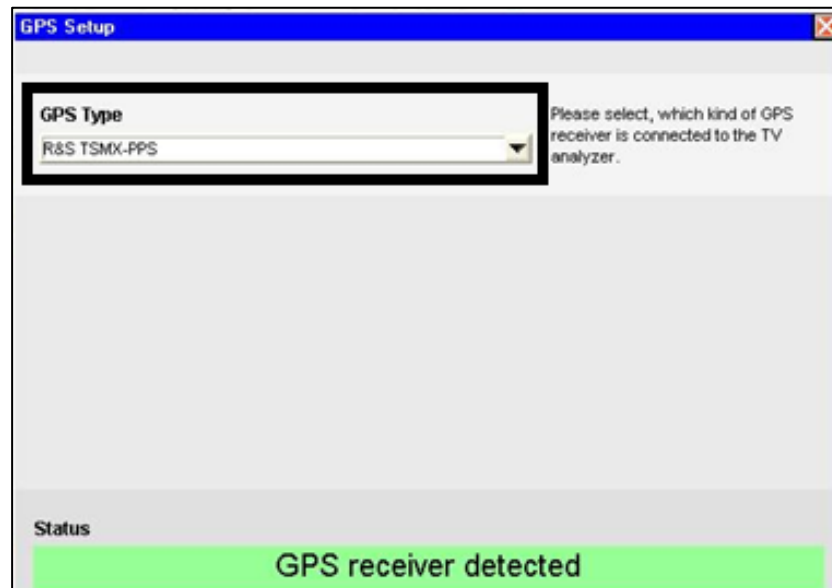 GPS Setup
GPS Type
R&S TSMX-PPS
Please select, which kind of GPS
receiver is connected to the TV
analyzer.
Status
GPS receiver detected